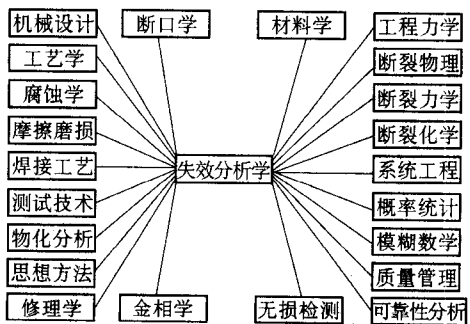 机械设计
断口学
材料学
工程力学
工艺学
断裂物理
腐蚀学
断裂力学
摩擦磨损
断裂化学
焊接工艺
失效分析学
系统工程
测试技术
概率统计
物化分析
模糊数学
思想方法
质量管理
修理学
金相学
无损检测
可靠性分析